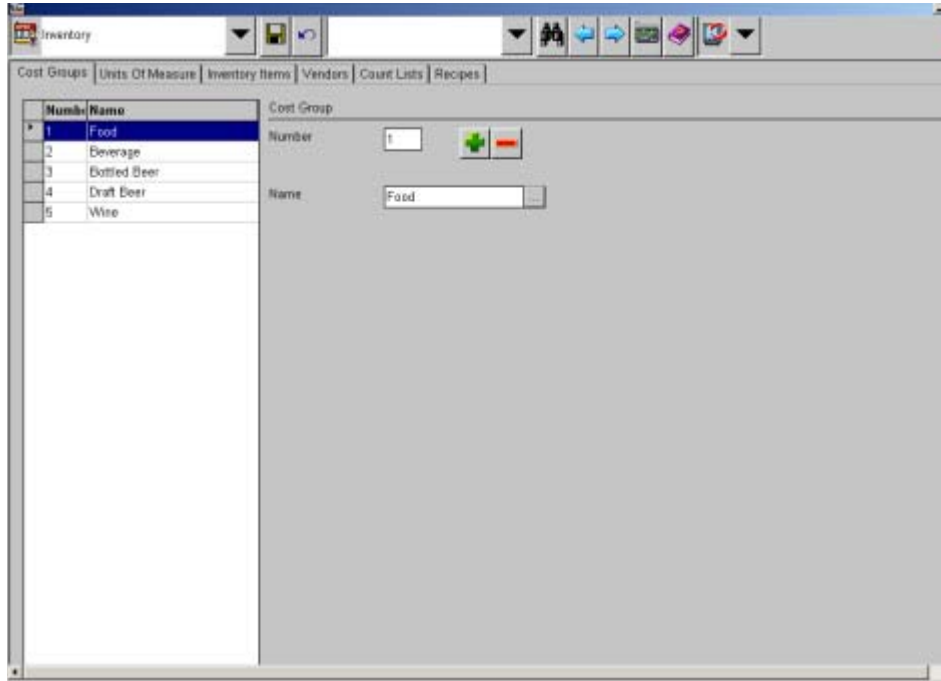 Inventory
Cost Groups Units Of Measure Inventory Items Vendors Count Lists Recipes
Numbe Name
1 Food
2 Beverage
3 Bottled Beer
4 Draft Beer
5 Wine
Cost Group
Number 1
Name Food ...